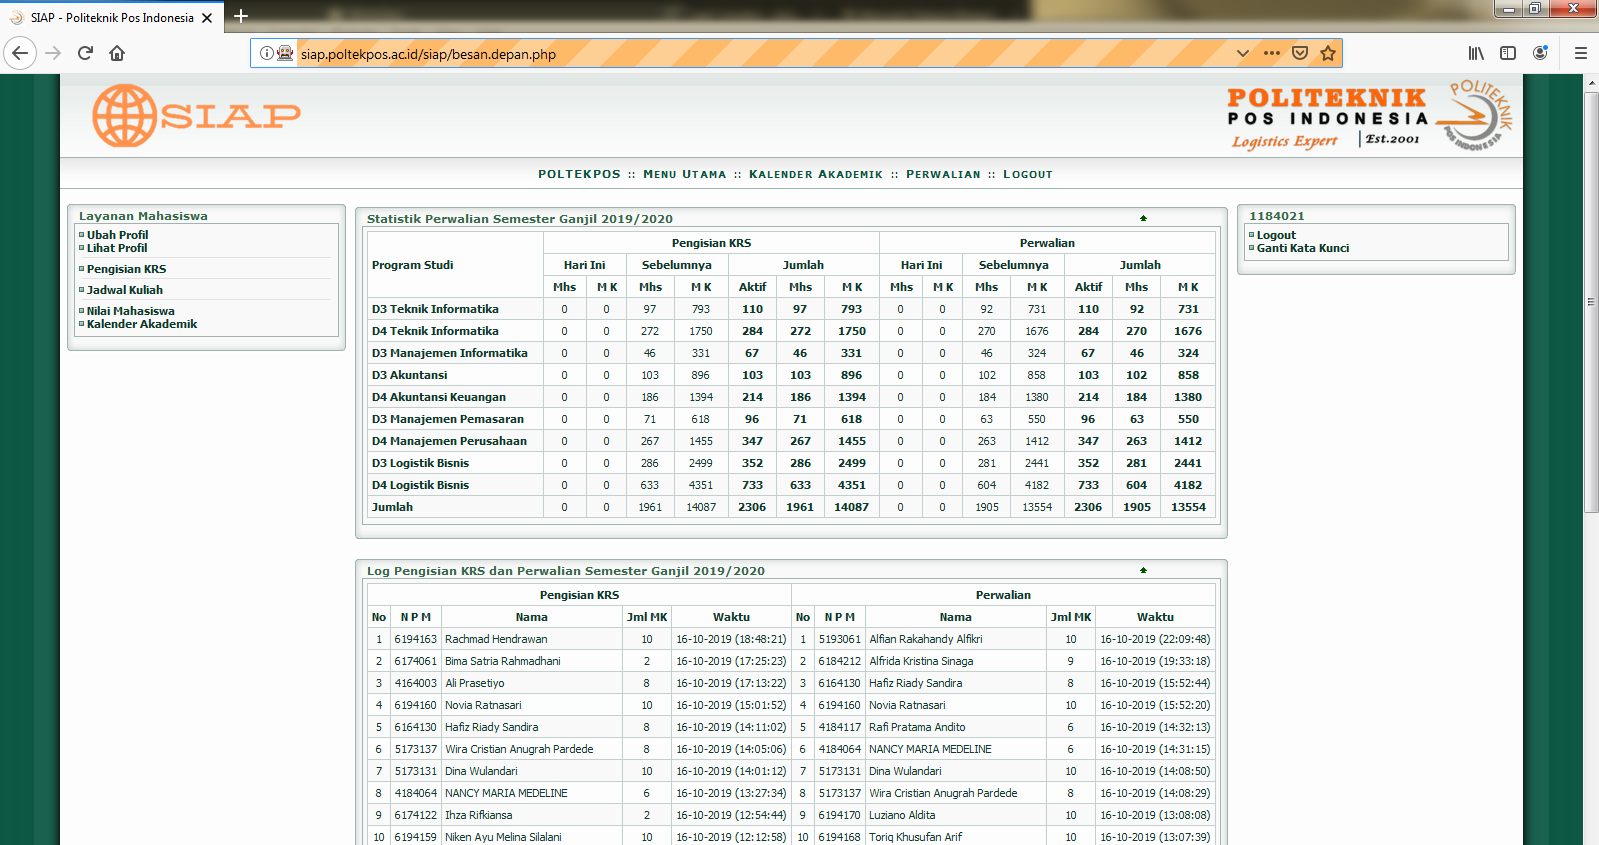 SIAP - Politeknik Pos Indonesia
siap.poltekpos.ac.id/siap/besan.depan.php
SIAP
POLITEKNIK
POS INDONESIA
Logistics Expert | Est.2001
POLITEKNIK
POS INDONESIA
POLTEKPOS :: MENU UTAMA :: KALENDER AKADEMIK :: PERWALIAN :: LOGOUT
Layanan Mahasiswa
Ubah Profil
Lihat Profil
Pengisian KRS
Jadwal Kuliah
Nilai Mahasiswa
Kalender Akademik
Statistik Perwalian Semester Ganjil 2019/2020
Program Studi Pengisian KRS Perwalian
Hari Ini Sebelumnya Jumlah Hari Ini Sebelumnya Jumlah
Mhs M K Mhs M K Aktif Mhs M K Mhs M K Mhs M K Aktif Mhs M K
D3 Teknik Informatika 0 0 97 793 110 97 793 0 0 92 731 110 92 731
D4 Teknik Informatika 0 0 272 1750 284 272 1750 0 0 270 1676 284 270 1676
D3 Manajemen Informatika 0 0 46 331 67 46 331 0 0 46 324 67 46 324
D3 Akuntansi 0 0 103 896 103 103 896 0 0 102 858 103 102 858
D4 Akuntansi Keuangan 0 0 186 1394 214 186 1394 0 0 184 1380 214 184 1380
D3 Manajemen Pemasaran 0 0 71 618 96 71 618 0 0 63 550 96 63 550
D4 Manajemen Perusahaan 0 0 267 1455 347 267 1455 0 0 263 1412 347 263 1412
D3 Logistik Bisnis 0 0 286 2499 352 286 2499 0 0 281 2441 352 281 2441
D4 Logistik Bisnis 0 0 633 4351 733 633 4351 0 0 604 4182 733 604 4182
Jumlah 0 0 1961 14087 2306 1961 14087 0 0 1905 13554 2306 1905 13554
1184021
Logout
Ganti Kata Kunci
Log Pengisian KRS dan Perwalian Semester Ganjil 2019/2020
Pengisian KRS Perwalian
No N P M Nama Jml MK Waktu No N P M Nama Jml MK Waktu
1 6194163 Rachmad Hendrawan 10 16-10-2019 (18:48:21) 1 5193061 Alfian Rakahandy Alfikri 10 16-10-2019 (22:09:48)
2 6174061 Bima Satria Rahmadhani 2 16-10-2019 (17:25:23) 2 6184212 Alfrida Kristina Sinaga 9 16-10-2019 (19:33:18)
3 4164003 Ali Prasetiyo 8 16-10-2019 (17:13:22) 3 6164130 Hafiz Riady Sandira 8 16-10-2019 (15:52:44)
4 6194160 Novia Ratnasari 10 16-10-2019 (15:01:52) 4 6194160 Novia Ratnasari 10 16-10-2019 (15:52:20)
5 6164130 Hafiz Riady Sandira 8 16-10-2019 (14:11:02) 5 4184117 Rafi Pratama Andito 6 16-10-2019 (14:32:13)
6 5173137 Wira Cristian Anugrah Pardede 8 16-10-2019 (14:05:06) 6 4184064 NANCY MARIA MEDELINE 6 16-10-2019 (14:31:15)
7 5173131 Dina Wulandari 10 16-10-2019 (14:01:12) 7 5173131 Dina Wulandari 10 16-10-2019 (14:08:50)
8 4184064 NANCY MARIA MEDELINE 6 16-10-2019 (13:27:34) 8 5173137 Wira Cristian Anugrah Pardede 8 16-10-2019 (14:08:29)
9 6174122 Ihza Rifkiansa 2 16-10-2019 (12:54:44) 9 6194170 Luziano Aldita 10 16-10-2019 (13:08:08)
10 6194159 Niken Ayu Melina Silalani 10 16-10-2019 (12:12:58) 10 6194168 Toriq Khusufan Arif 10 16-10-2019 (13:07:39)